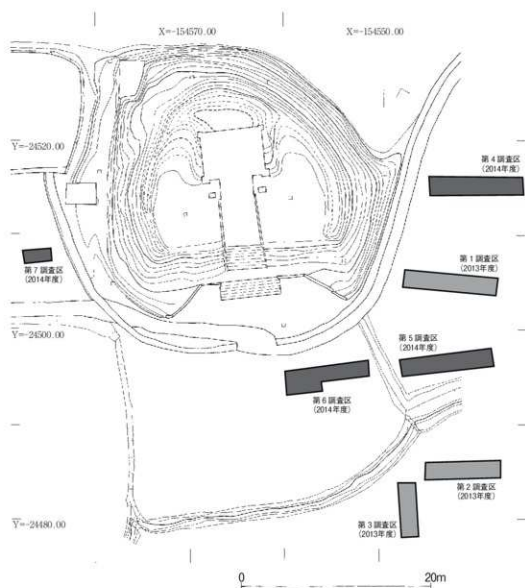 X=-154570.00
X=-154550.00
Y=-24520.00
第４調査区
(2014年度)
第１調査区
(2013年度)
第７調査区
(2014年度)
Y=-24500.00
第５調査区
(2014年度)
第６調査区
(2014年度)
第２調査区
(2013年度)
第３調査区
(2013年度)
Y=-24480.00
0
20m